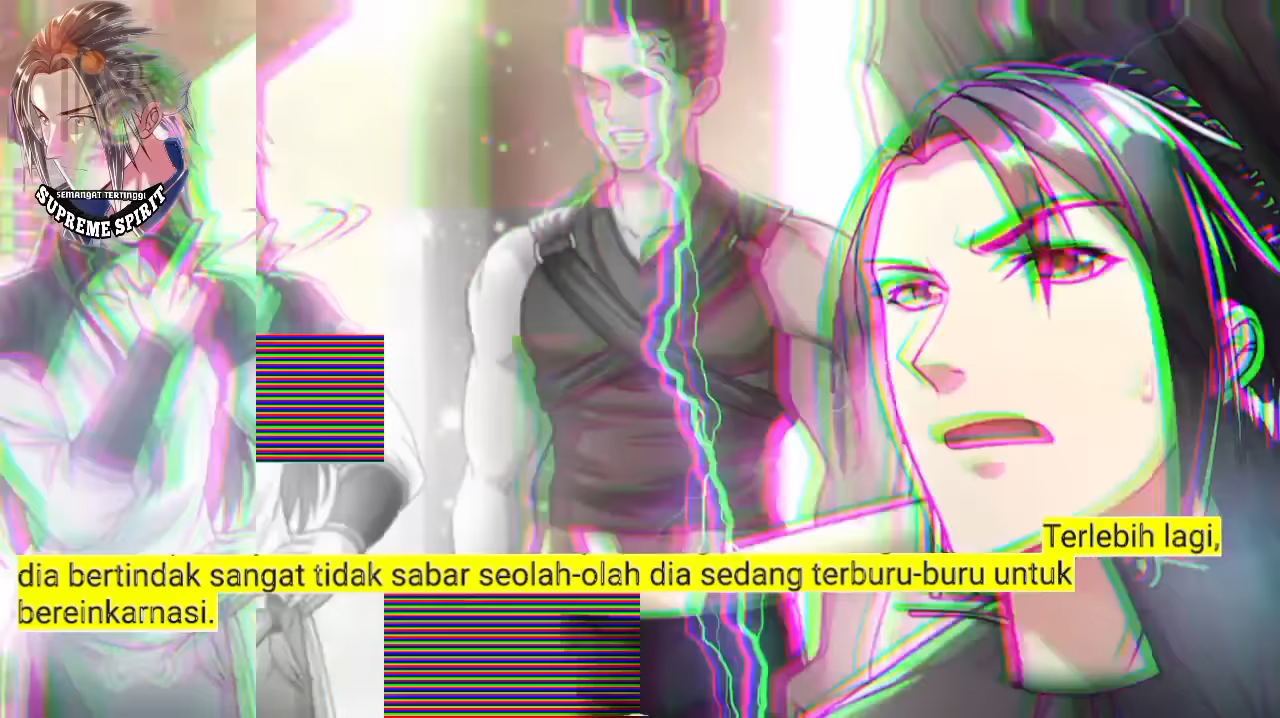 SEMANGAT TERTINGGI
SUPREME SPIRIT
Terlebih lagi,
dia bertindak sangat tidak sabar seolah-olah dia sedang terburu-buru untuk
bereinkarnasi.